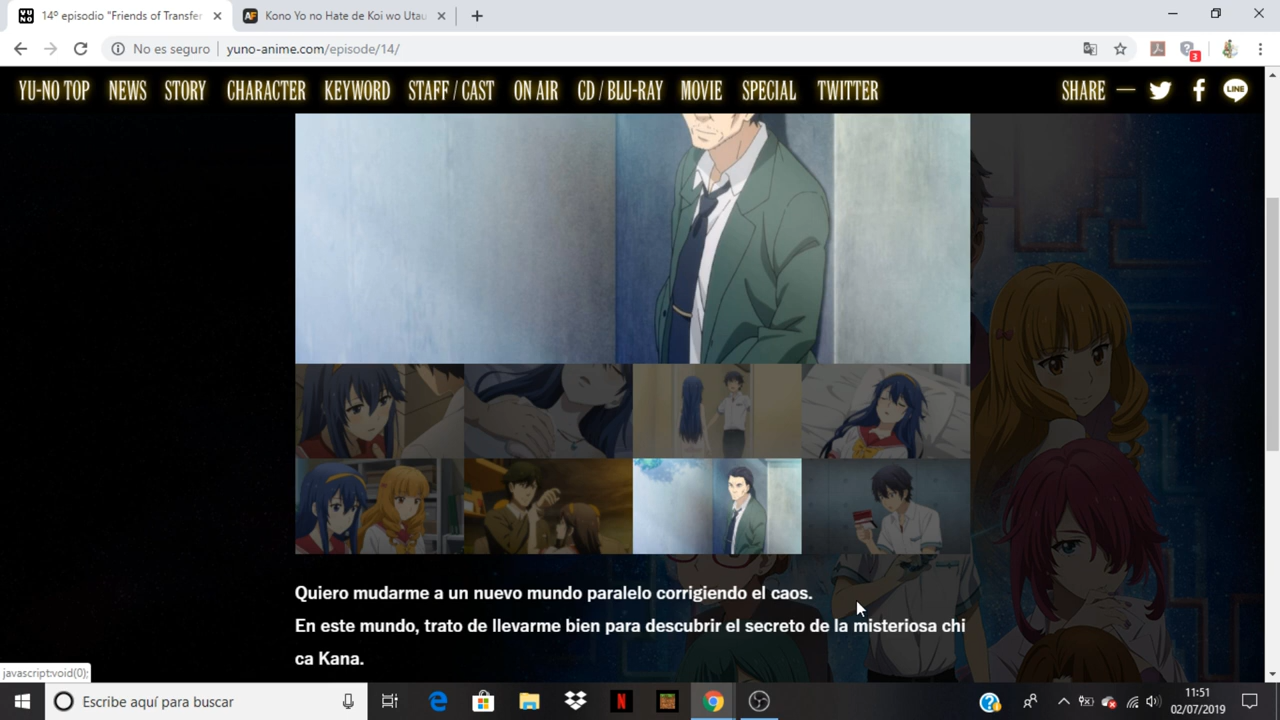 14º episodio "Friends of Transfer
Kono Yo no Hate de Koi wo Utau
No es seguro
yuno-anime.com/episode/14/
3
YU-NO TOP NEWS STORY CHARACTER KEYWORD STAFF / CAST ON AIR CD / BLU-RAY MOVIE SPECIAL TWITTER SHARE LINE
Quiero mudarme a un nuevo mundo paralelo corrigiendo el caos.
En este mundo, trato de llevarme bien para descubrir el secreto de la misteriosa chi
ca Kana.
javascript:void(0);
Escribe aquí para buscar
11:51
02/07/2019